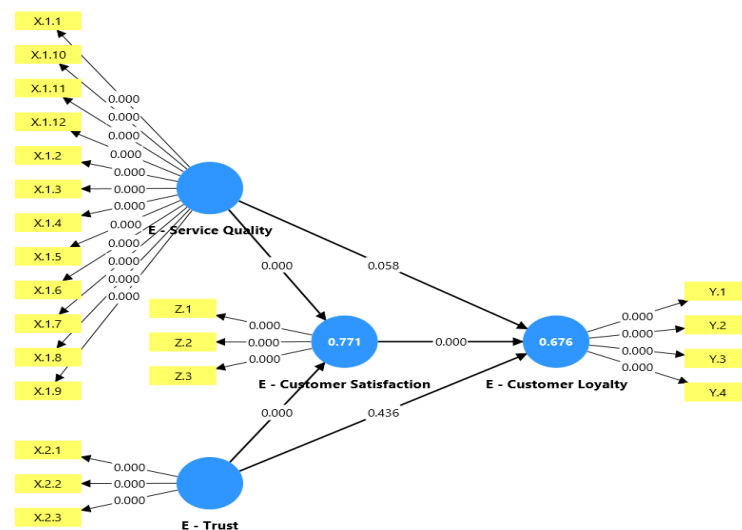 X.1.1
X.1.10
X.1.11
X.1.12
X.1.2
X.1.3
X.1.4
X.1.5
X.1.6
X.1.7
X.1.8
X.1.9
0.000
0.000
0.000
0.000
0.000
0.000
0.000
0.000
0.000
0.000
0.000
E - Service Quality
0.000
0.058
Z.1
Z.2
Z.3
0.000
0.000
0.000
0.771
E - Customer Satisfaction
0.000
0.676
E - Customer Loyalty
0.000
0.000
0.000
0.000
Y.1
Y.2
Y.3
Y.4
0.000
0.436
X.2.1
X.2.2
X.2.3
0.000
0.000
0.000
E - Trust